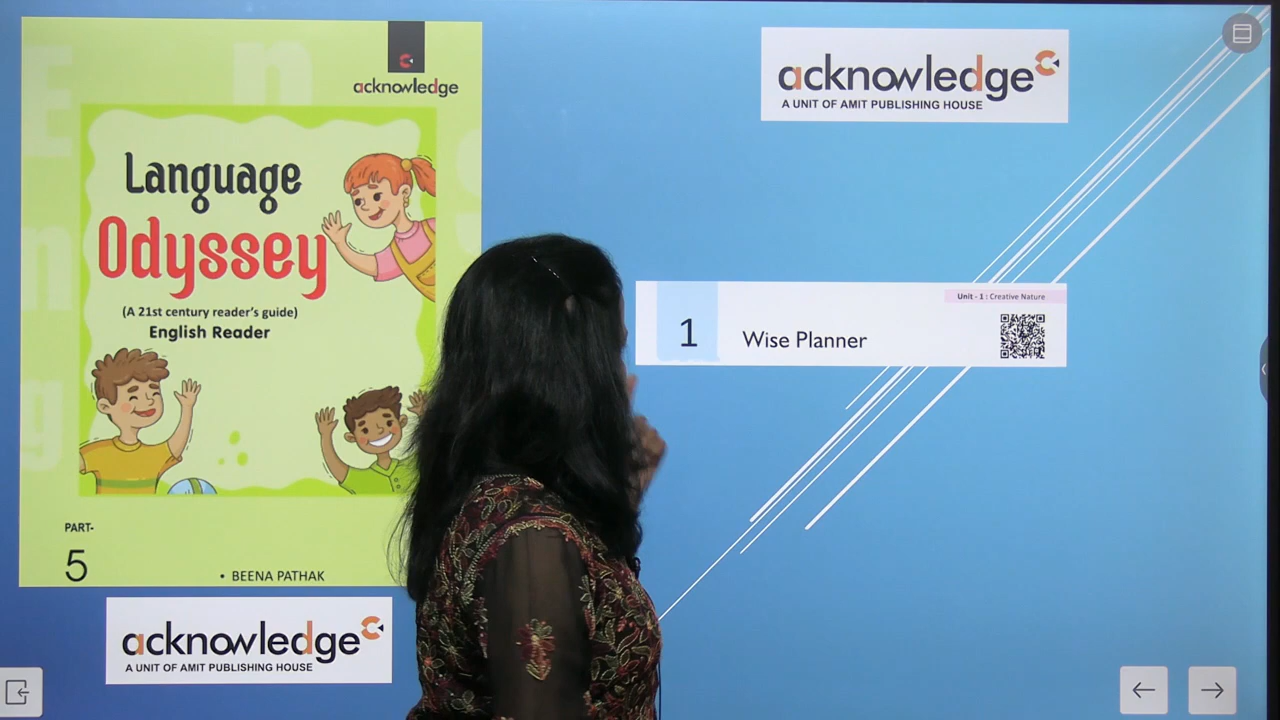 acknowledge
Language
Odyssey
(A 21st century reader's guide)
English Reader
PART-
5
• BEENA PATHAK
acknowledge
A UNIT OF AMIT PUBLISHING HOUSE
acknowledge
A UNIT OF AMIT PUBLISHING HOUSE
Unit - 1 : Creative Nature
1 Wise Planner